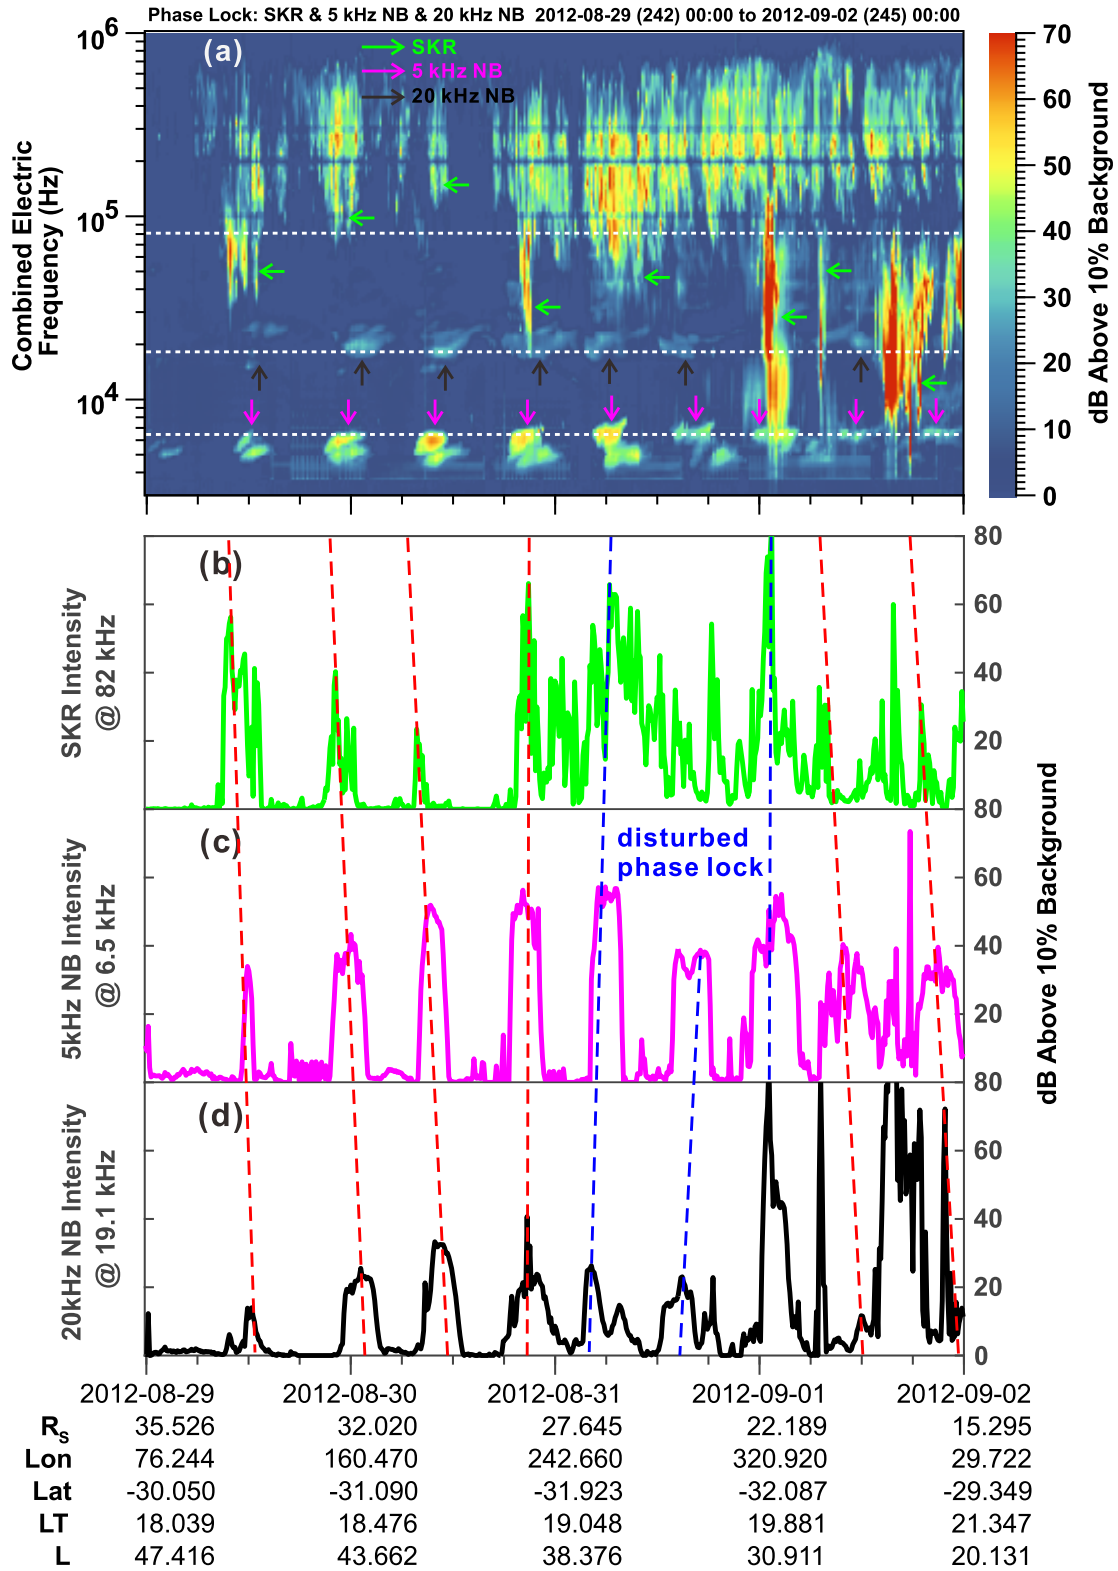 Phase Lock: SKR & 5 kHz NB & 20 kHz NB 2012-08-29 (242) 00:00 to 2012-09-02 (245) 00:00
(a)
SKR
5 kHz NB
20 kHz NB
10^6
10^5
10^4
Combined Electric
Frequency (Hz)
70
60
50
40
30
20
10
0
dB Above 10% Background
(b)
SKR Intensity
@ 82 kHz
80
60
40
20
(c)
disturbed
phase lock
5kHz NB Intensity
@ 6.5 kHz
80
60
40
20
dB Above 10% Background
(d)
20kHz NB Intensity
@ 19.1 kHz
80
60
40
20
0
2012-08-29 2012-08-30 2012-08-31 2012-09-01 2012-09-02
R_S 35.526 32.020 27.645 22.189 15.295
Lon 76.244 160.470 242.660 320.920 29.722
Lat -30.050 -31.090 -31.923 -32.087 -29.349
LT 18.039 18.476 19.048 19.881 21.347
L 47.416 43.662 38.376 30.911 20.131